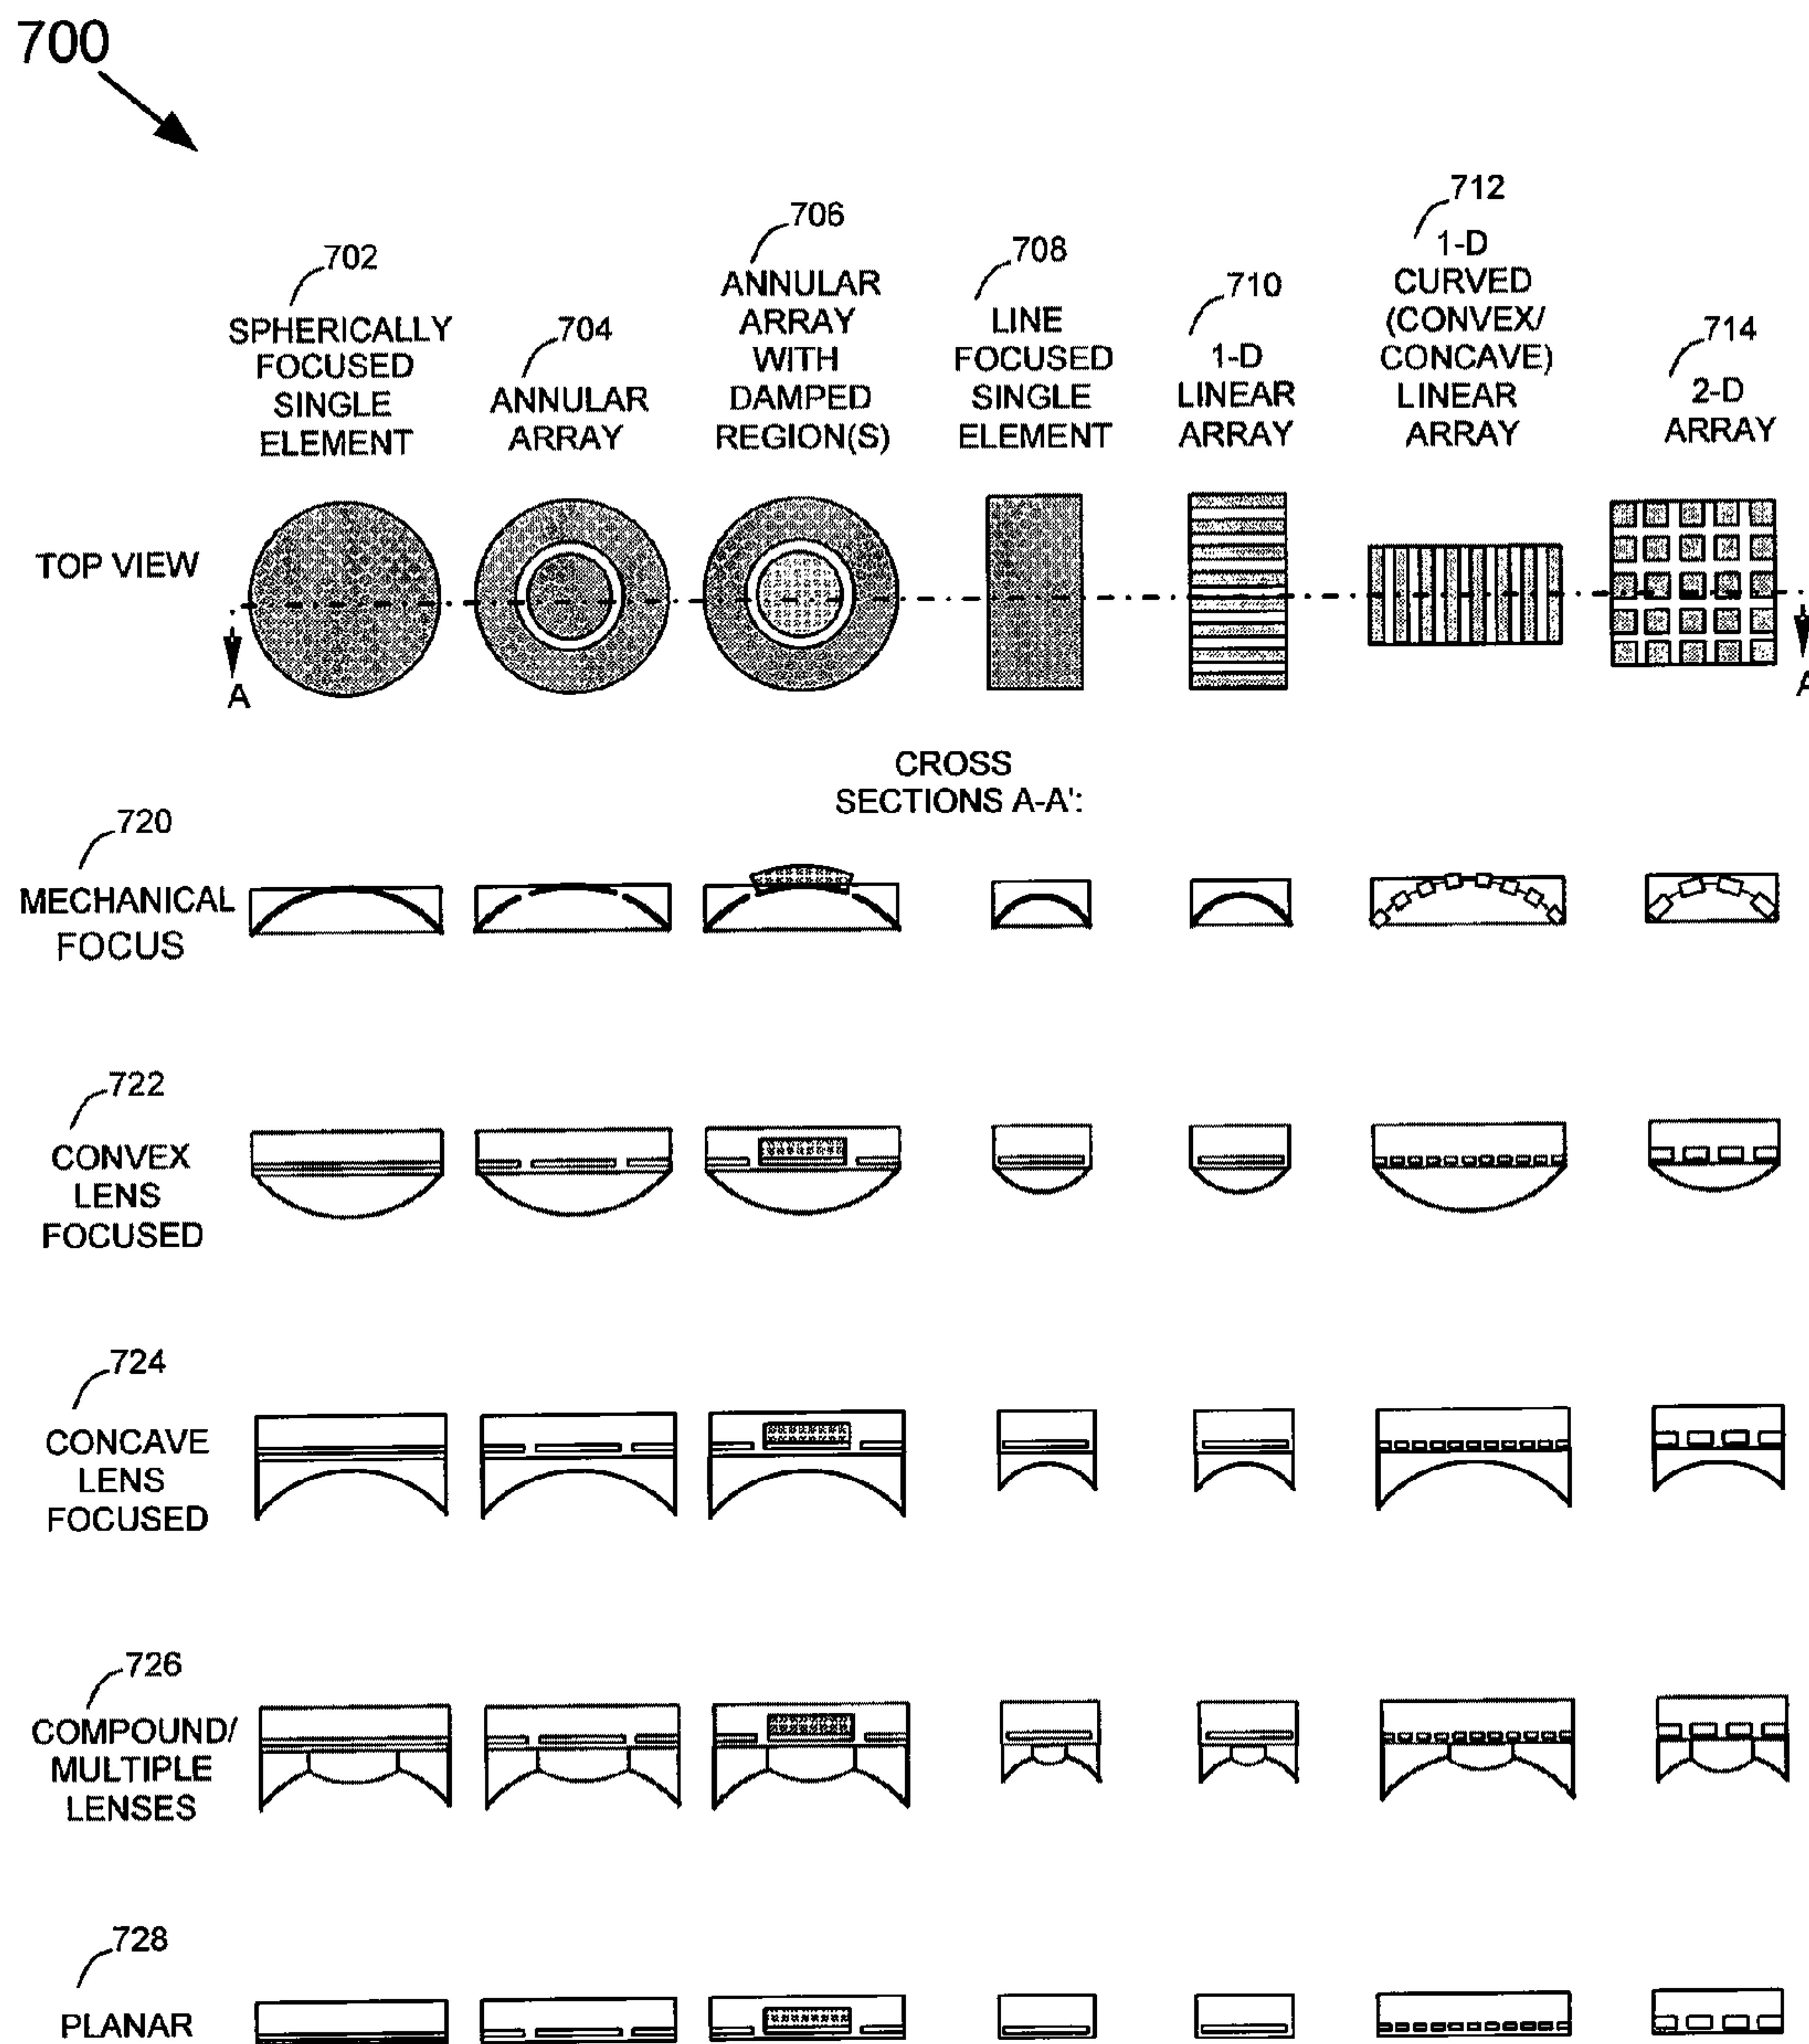 700
702
SPHERICALLY
FOCUSED
SINGLE
ELEMENT
704
ANNULAR
ARRAY
706
ANNULAR
ARRAY
WITH
DAMPED
REGION(S)
708
LINE
FOCUSED
SINGLE
ELEMENT
710
1-D
LINEAR
ARRAY
712
1-D
CURVED
(CONVEX/
CONCAVE)
LINEAR
ARRAY
714
2-D
ARRAY
TOP VIEW
A
A
CROSS
SECTIONS A-A':
720
MECHANICAL
FOCUS
722
CONVEX
LENS
FOCUSED
724
CONCAVE
LENS
FOCUSED
726
COMPOUND/
MULTIPLE
LENSES
728
PLANAR